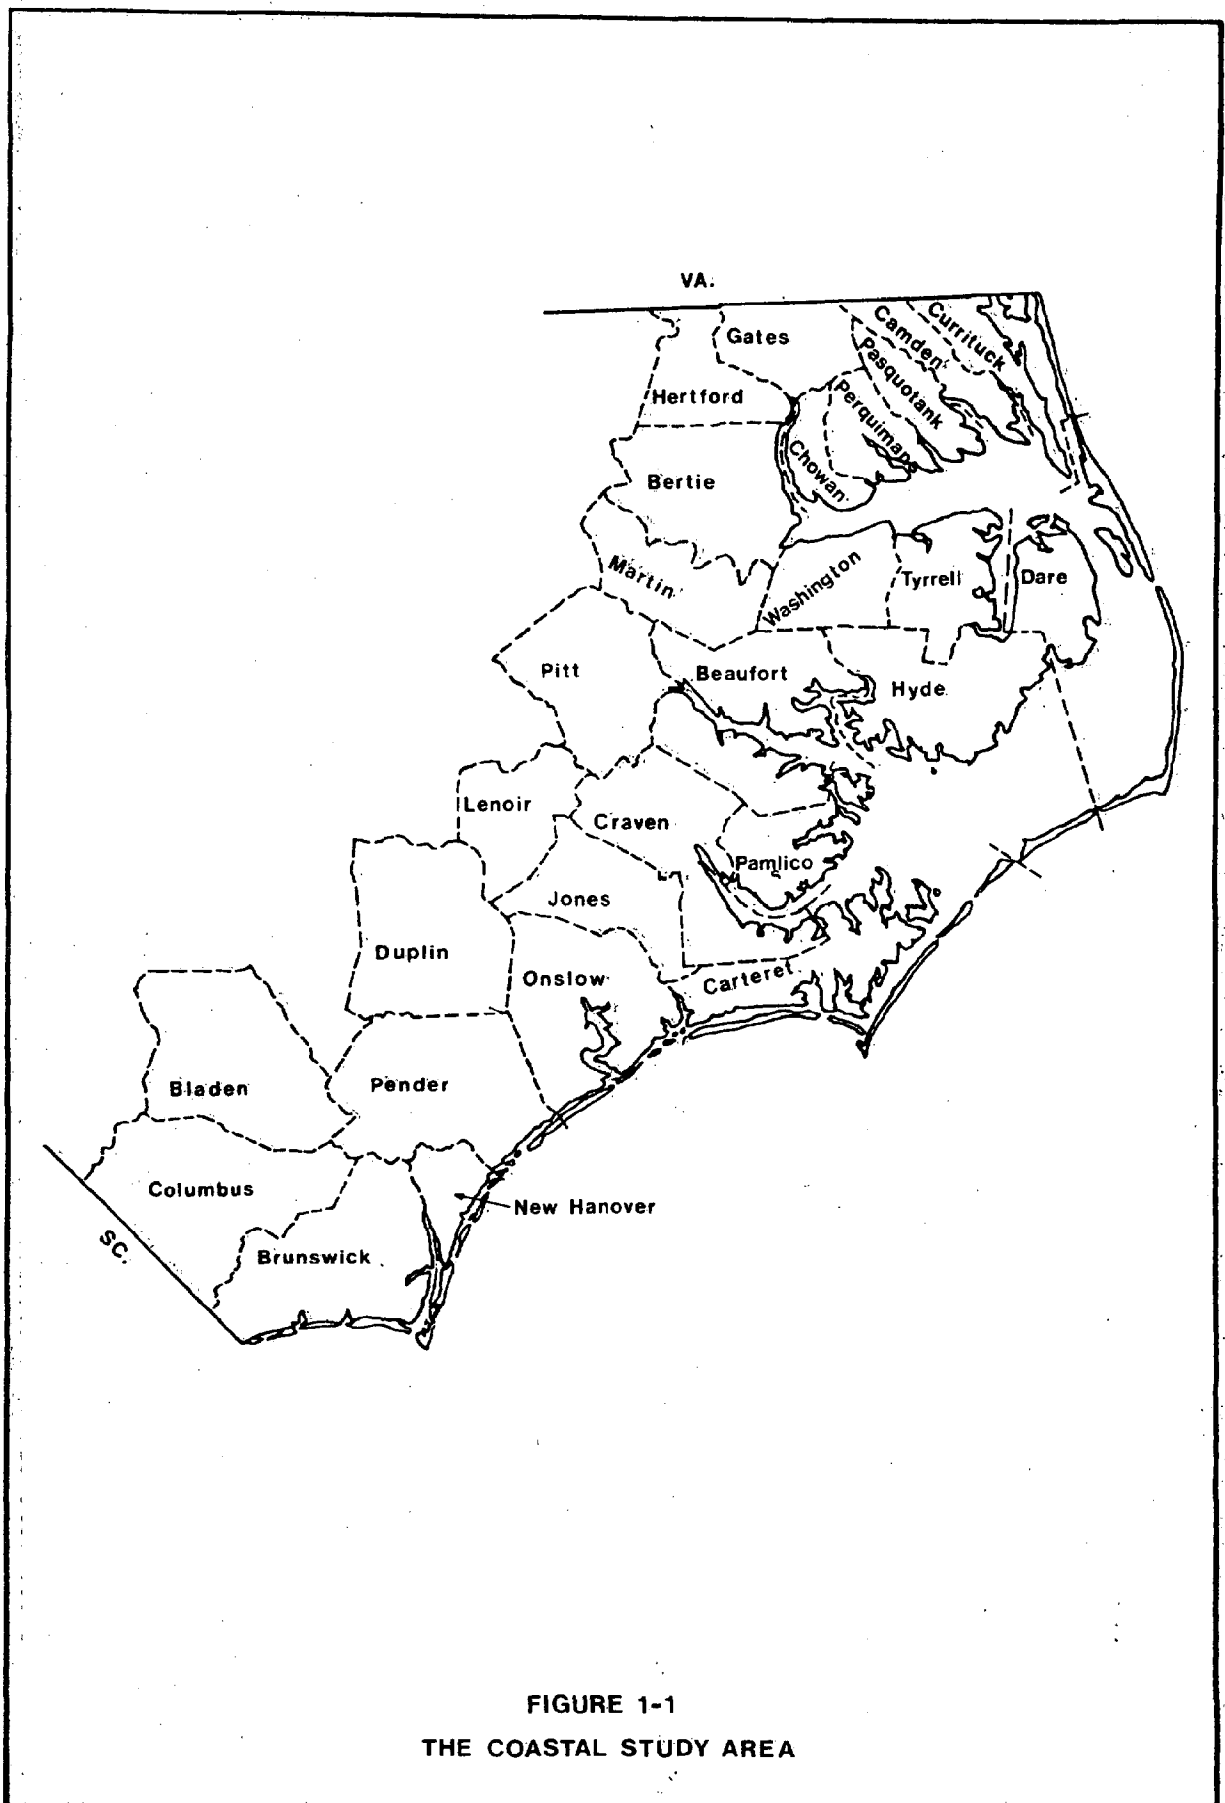 VA.
Gates
Camden
Currituck
Pasquotank
Hertford
Perquimans
Chowan
Bertie
Martin
Washington
Tyrrell
Dare
Pitt
Beaufort
Hyde
Lenoir
Craven
Pamlico
Jones
Duplin
Onslow
Carteret
Bladen
Pender
Columbus
New Hanover
SC.
Brunswick
FIGURE 1-1
THE COASTAL STUDY AREA